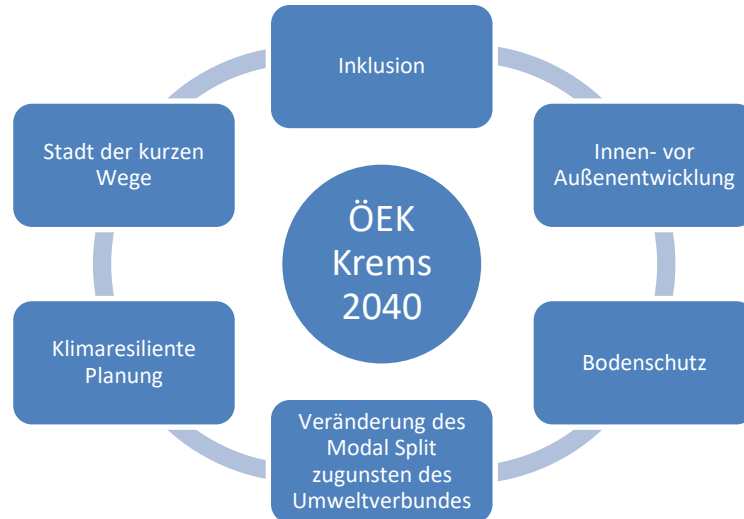 Inklusion
Innen- vor
Außenentwicklung
Bodenschutz
Veränderung des
Modal Split
zugunsten des
Umweltverbundes
Klimaresiliente
Planung
Stadt der kurzen
Wege
ÖEK
Krems
2040